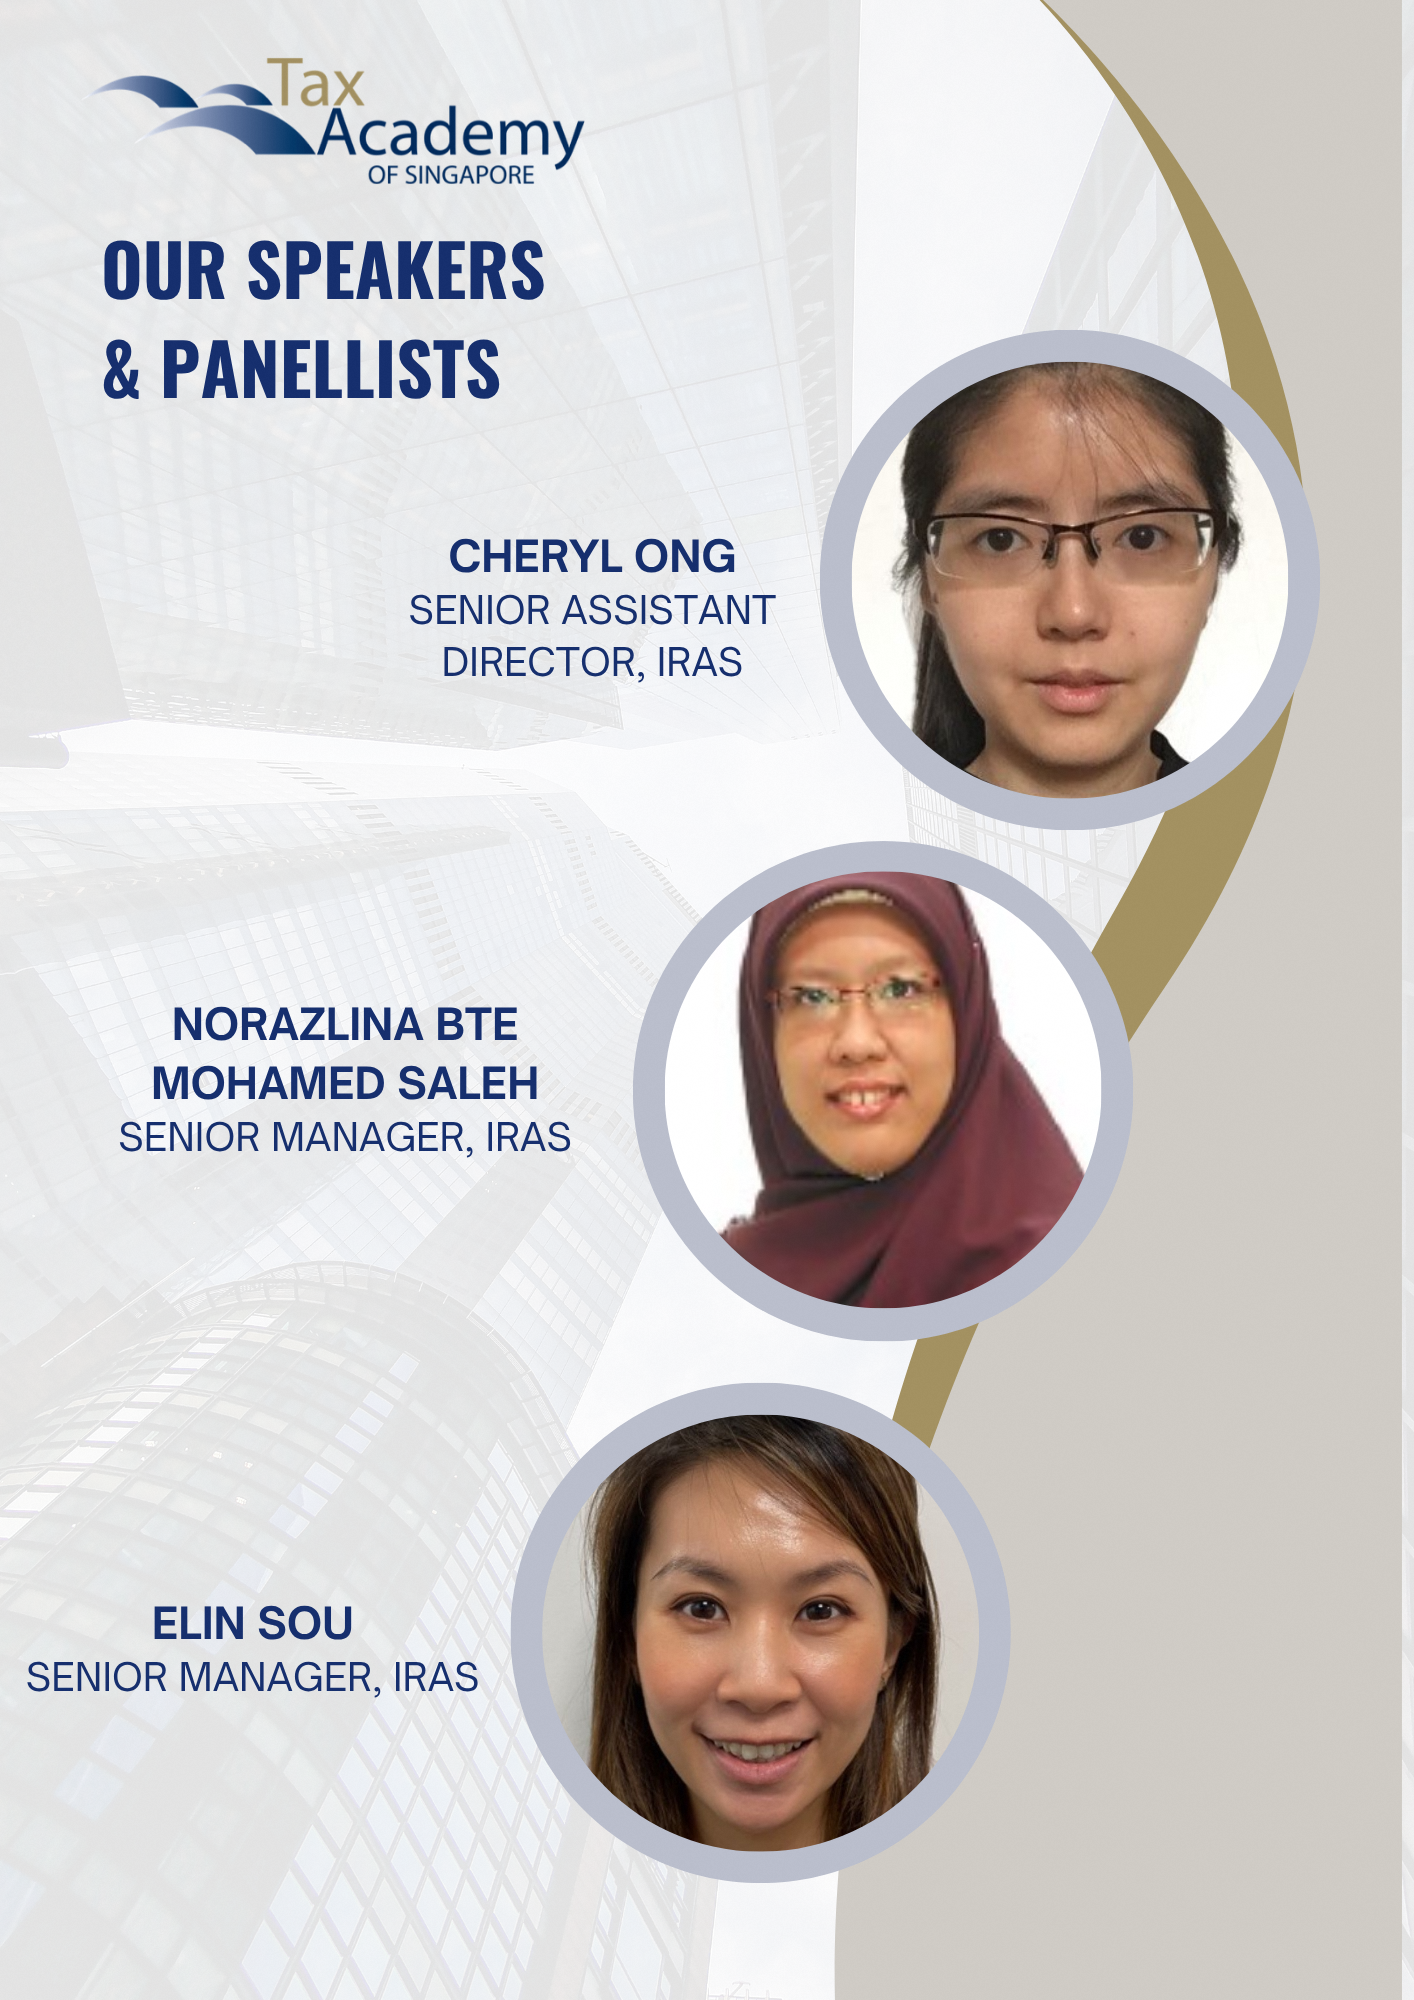 Tax
Academy
OF SINGAPORE
OUR SPEAKERS
& PANELLISTS
CHERYL ONG
SENIOR ASSISTANT
DIRECTOR, IRAS
NORAZLINA BTE
MOHAMED SALEH
SENIOR MANAGER, IRAS
ELIN SOU
SENIOR MANAGER, IRAS